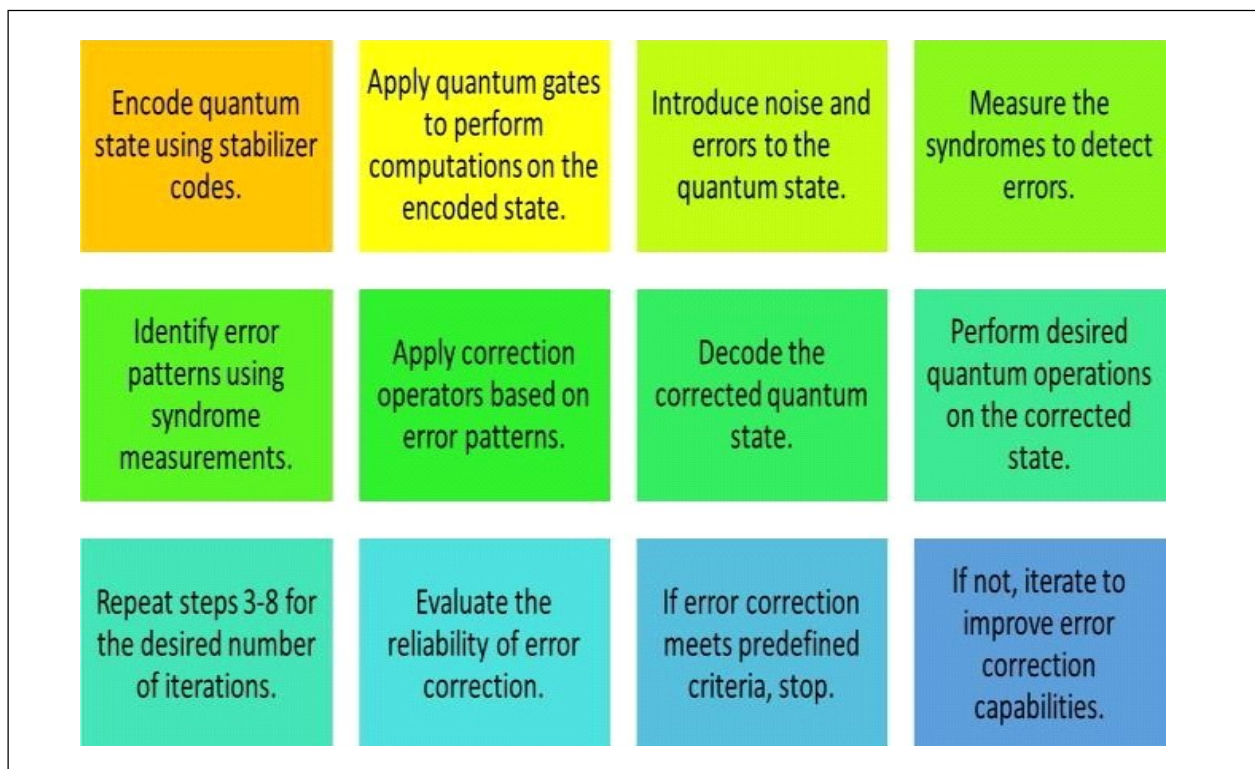 Encode quantum
state using stabilizer
codes.
Apply quantum gates
to perform
computations on the
encoded state.
Introduce noise and
errors to the
quantum state.
Measure the
syndromes to detect
errors.
Identify error
patterns using
syndrome
measurements.
Apply correction
operators based on
error patterns.
Decode the
corrected quantum
state.
Perform desired
quantum operations
on the corrected
state.
Repeat steps 3-8 for
the desired number
of iterations.
Evaluate the
reliability of error
correction.
If error correction
meets predefined
criteria, stop.
If not, iterate to
improve error
correction
capabilities.